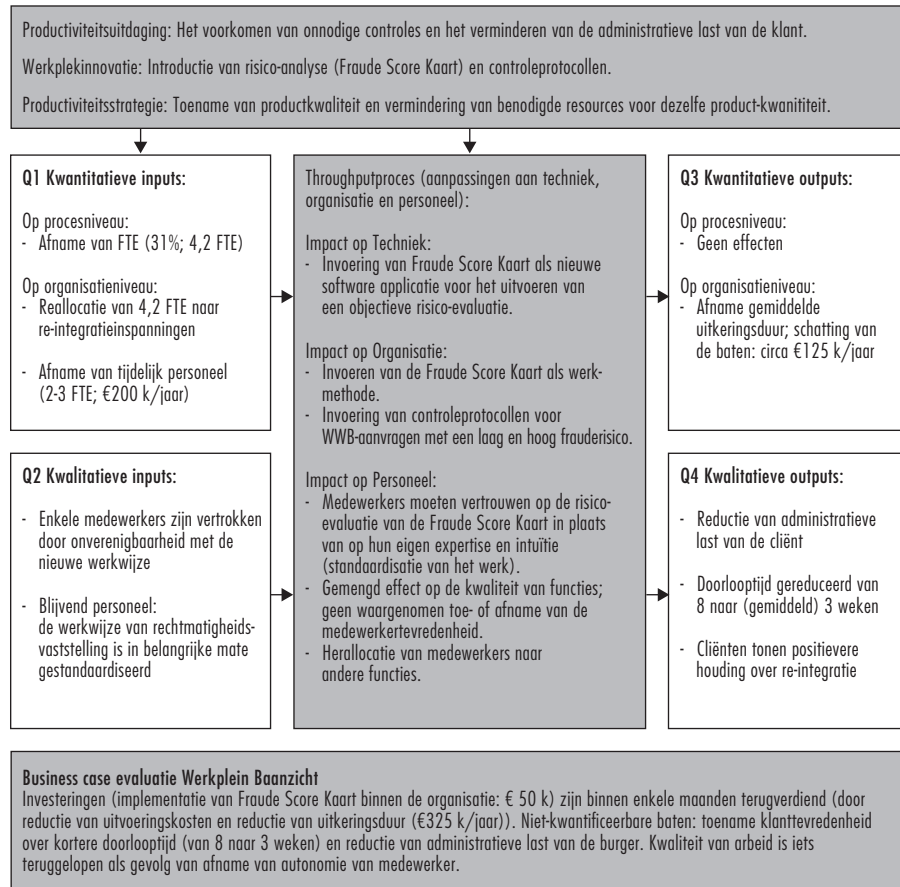 Productiviteitsuitdaging: Het voorkomen van onnodige controles en het verminderen van de administratieve last van de klant.
Werkplekinnovatie: Introductie van risico-analyse (Fraude Score Kaart) en controleprotocollen.
Productiviteitsstrategie: Toename van productkwaliteit en vermindering van benodigde resources voor dezelfde product-kwanititeit.
Q1 Kwantitatieve inputs:
Op procesniveau:
- Afname van FTE (31%; 4,2 FTE)
Op organisatieniveau:
- Reallocatie van 4,2 FTE naar
re-integratieinspanningen
- Afname van tijdelijk personeel
(2-3 FTE; €200 k/jaar)
Q2 Kwalitatieve inputs:
- Enkele medewerkers zijn vertrokken
door onverenigbaarheid met de
nieuwe werkwijze
- Blijvend personeel:
de werkwijze van rechtmatigheids-
vaststelling is in belangrijke mate
gestandaardiseerd
Throughputproces (aanpassingen aan techniek,
organisatie en personeel):
Impact op Techniek:
- Invoering van Fraude Score Kaart als nieuwe
software applicatie voor het uitvoeren van
een objectieve risico-evaluatie.
Impact op Organisatie:
- Invoeren van de Fraude Score Kaart als werk-
methode.
- Invoering van controleprotocollen voor
WWB-aanvragen met een laag en hoog frauderisico.
Impact op Personeel:
- Medewerkers moeten vertrouwen op de risico-
evaluatie van de Fraude Score Kaart in plaats
van op hun eigen expertise en intuïtie
(standaardisatie van het werk).
- Gemengd effect op de kwaliteit van functies;
geen waargenomen toe- of afname van de
medewerkertevredenheid.
- Herallocatie van medewerkers naar
andere functies.
Q3 Kwantitatieve outputs:
Op procesniveau:
- Geen effecten
Op organisatieniveau:
- Afname gemiddelde
uitkeringsduur; schatting van
de baten: circa €125 k/jaar
Q4 Kwalitatieve outputs:
- Reductie van administratieve
last van de cliënt
- Doorlooptijd gereduceerd van
8 naar (gemiddeld) 3 weken
- Cliënten tonen positievere
houding over re-integratie
Business case evaluatie Werkplein Baanzicht
Investeringen (implementatie van Fraude Score Kaart binnen de organisatie: € 50 k) zijn binnen enkele maanden terugverdiend (door
reductie van uitvoeringskosten en reductie van uitkeringsduur (€325 k/jaar)). Niet-kwantificeerbare baten: toename klanttevredenheid
over kortere doorlooptijd (van 8 naar 3 weken) en reductie van administratieve last van de burger. Kwaliteit van arbeid is iets
teruggelopen als gevolg van afname van autonomie van medewerker.